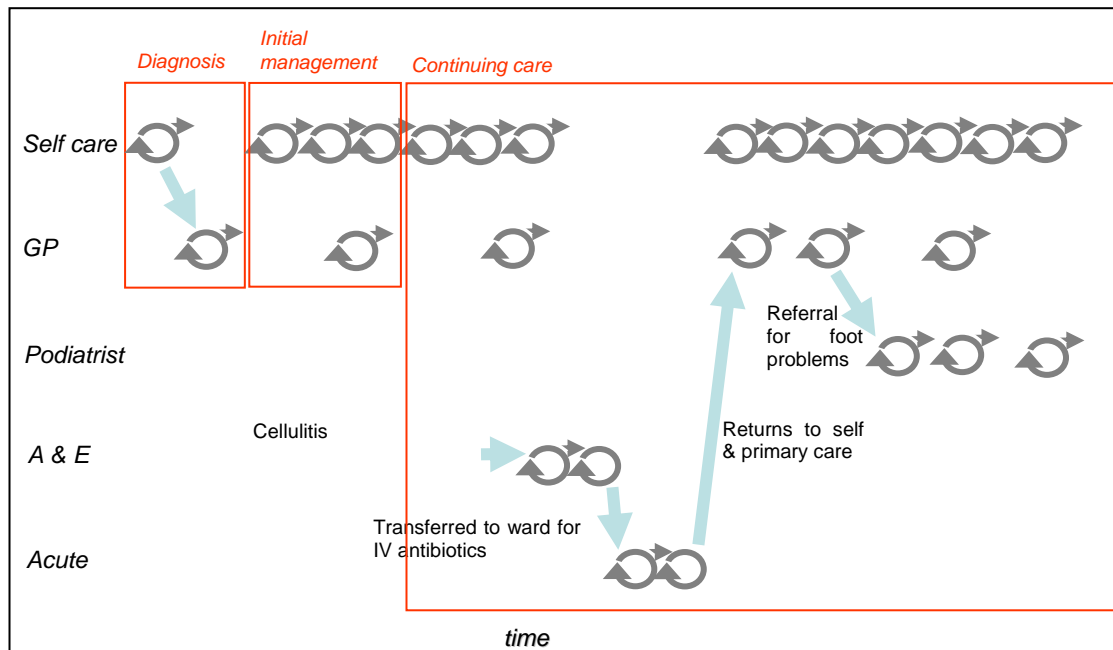 Initial
management
Diagnosis
Continuing care
Self care
GP
Referral
for foot
problems
Podiatrist
Cellulitis
Returns to self
& primary care
A & E
Transferred to ward for
IV antibiotics
Acute
time